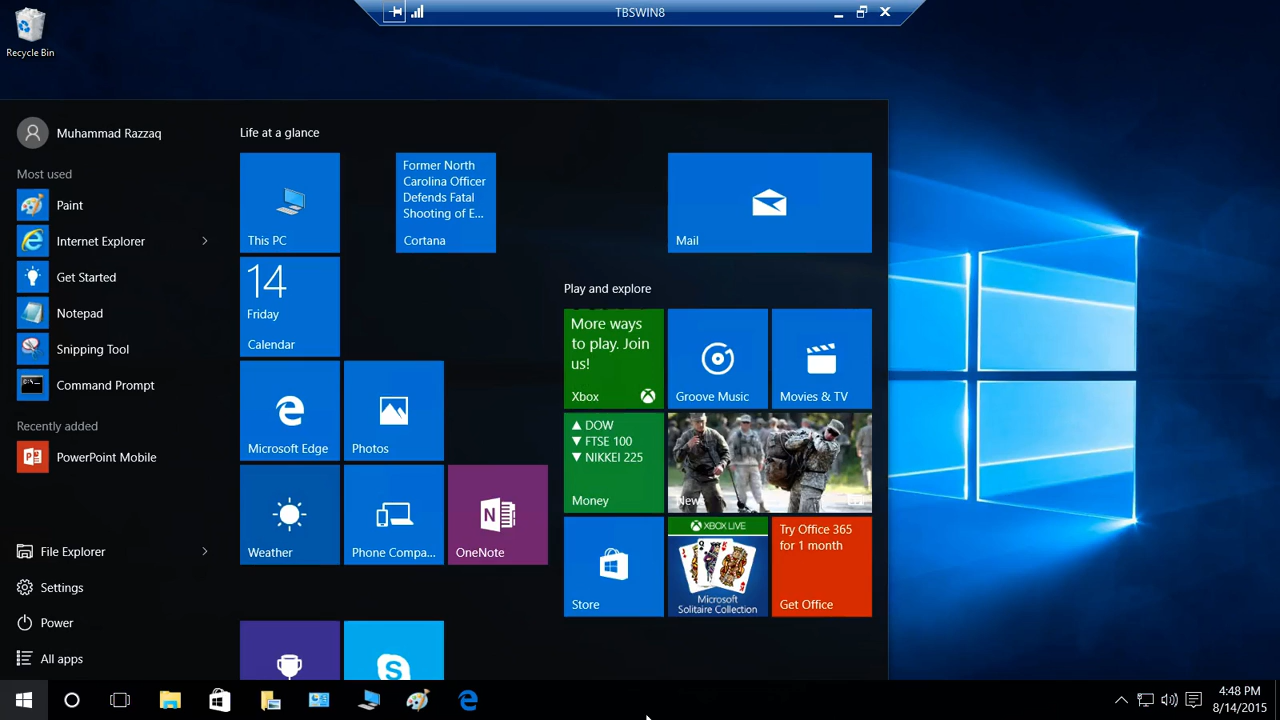 TBSWIN8
Recycle Bin
Muhammad Razzaq
Most used
Paint
Internet Explorer
Get Started
Notepad
Snipping Tool
Command Prompt
Recently added
PowerPoint Mobile
File Explorer
Settings
Power
All apps
Life at a glance
This PC
Former North
Carolina Officer
Defends Fatal
Shooting of E...
Cortana
Mail
14
Friday
Calendar
Microsoft Edge
Photos
Weather
Phone Compa...
OneNote
Play and explore
More ways
to play. Join
us!
Xbox
Groove Music
Movies & TV
▲ DOW
▼ FTSE 100
▼ NIKKEI 225
Money
News
Store
XBOX LIVE
Microsoft
Solitaire Collection
Try Office 365
for 1 month
Get Office
4:48 PM
8/14/2015